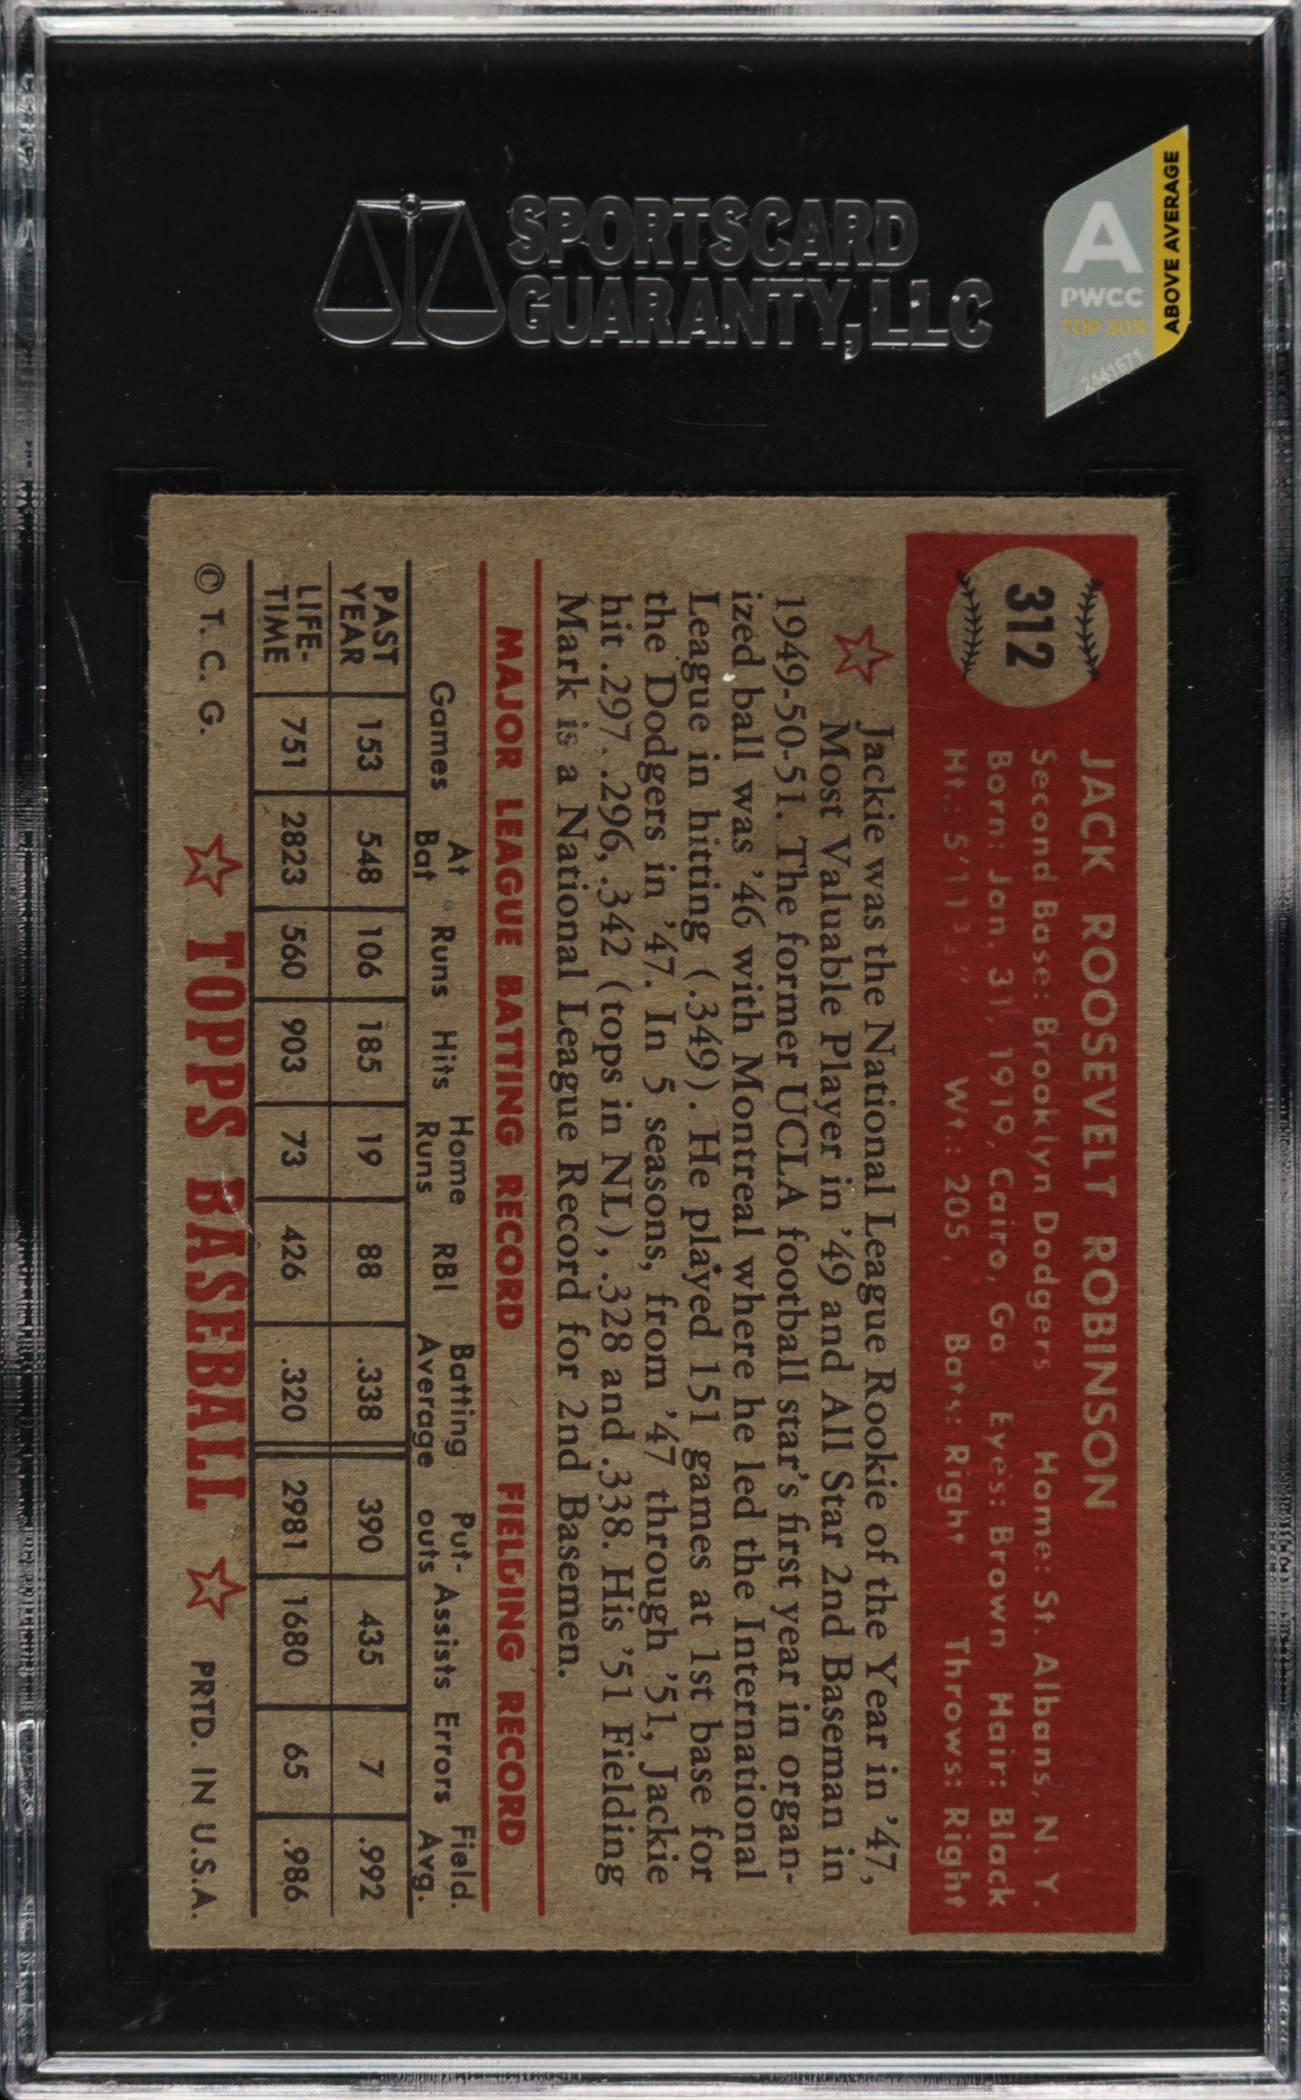 SPORTSCARD
GUARANTY, LLC
A
PWCC
TOP 30%
2441671
ABOVE AVERAGE
312
JACK ROOSEVELT ROBINSON
Second Base: Brooklyn Dodgers Home: St. Albans, N. Y.
Born: Jan. 31, 1919, Cairo, Ga Eyes: Brown Hair: Black
Ht.: 5'11¾" Wt.: 205 Bats: Right Throws: Right
Jackie was the National League Rookie of the Year in '47,
Most Valuable Player in '49 and All Star 2nd Baseman in
1949-50-51. The former UCLA football star's first year in organ-
ized ball was '46 with Montreal where he led the International
League in hitting (.349). He played 151 games at 1st base for
the Dodgers in '47. In 5 seasons, from '47 through '51, Jackie
hit .297, .296, .342 (tops in NL), .328 and .338. His '51 Fielding
Mark is a National League Record for 2nd Basemen.
MAJOR LEAGUE BATTING RECORD FIELDING RECORD
Games At Bat Runs Hits Home Runs RBI Batting Average Put-outs Assists Errors Field. Avg.
PAST YEAR 153 548 106 185 19 88 .338 390 435 7 .992
LIFE-TIME 751 2823 560 903 73 426 .320 2981 1680 65 .986
© T. C. G. TOPPS BASEBALL PRTD. IN U.S.A.